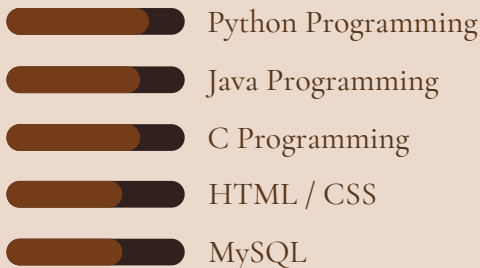 Python Programming
Java Programming
C Programming
HTML / CSS
MySQL